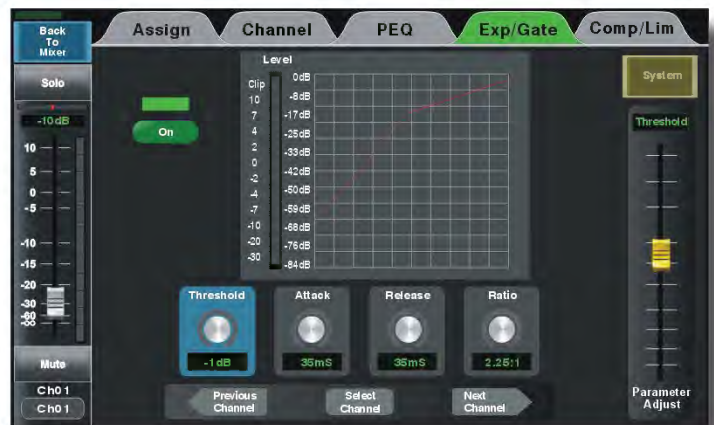 Back
To
Mixer
Assign
Channel
PEQ
Exp/Gate
Comp/Lim
Solo
-10dB
10
5
0
-5
-10
-15
-20
-30
-60
-∞
Mute
Ch01
Ch01
On
Level
Clip
10
7
4
2
0
-2
-4
-7
-10
-20
-30
0dB
-8dB
-17dB
-25dB
-33dB
-42dB
-50dB
-59dB
-68dB
-76dB
-84dB
Threshold
-1dB
Attack
35mS
Release
35mS
Ratio
2.25:1
Previous
Channel
Select
Channel
Next
Channel
System
Threshold
Parameter
Adjust